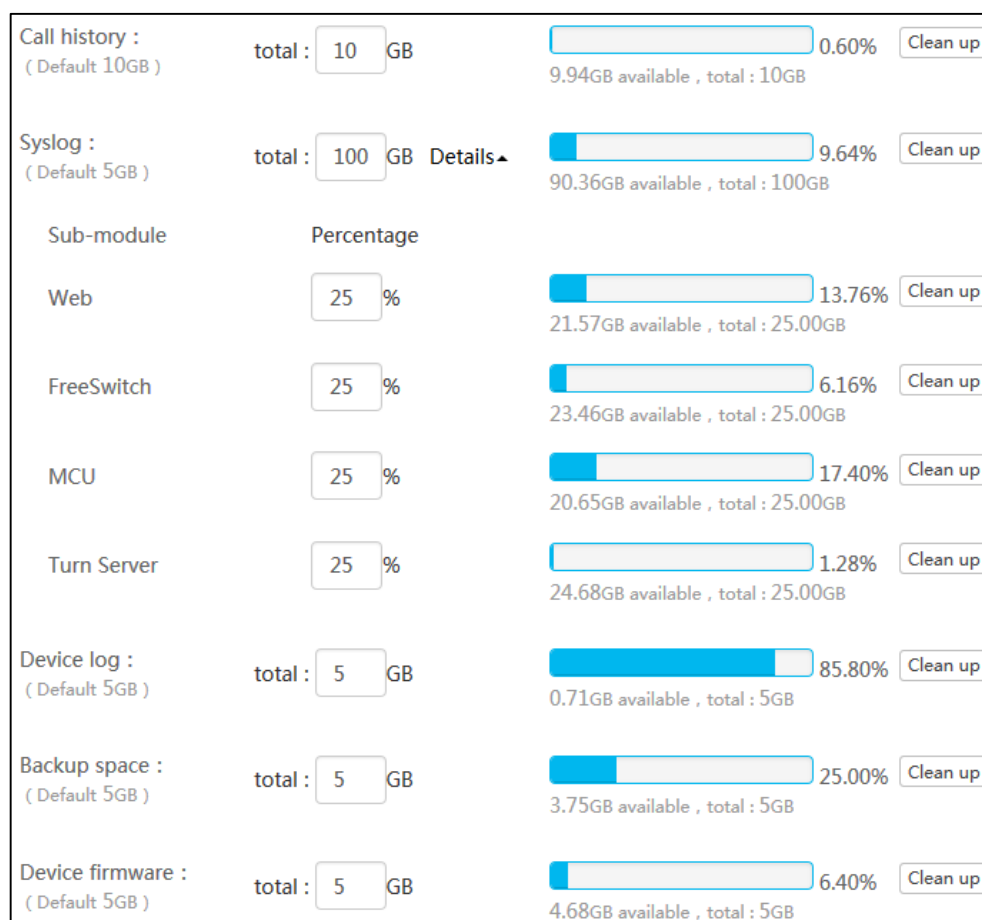 Call history :
( Default 10GB )
total : 10 GB
0.60%
Clean up
9.94GB available , total : 10GB
Syslog :
( Default 5GB )
total : 100 GB Details
9.64%
Clean up
90.36GB available , total : 100GB
Sub-module Percentage
Web 25 % 13.76% Clean up
21.57GB available , total : 25.00GB
FreeSwitch 25 % 6.16% Clean up
23.46GB available , total : 25.00GB
MCU 25 % 17.40% Clean up
20.65GB available , total : 25.00GB
Turn Server 25 % 1.28% Clean up
24.68GB available , total : 25.00GB
Device log :
( Default 5GB )
total : 5 GB
85.80%
Clean up
0.71GB available , total : 5GB
Backup space :
( Default 5GB )
total : 5 GB
25.00%
Clean up
3.75GB available , total : 5GB
Device firmware :
( Default 5GB )
total : 5 GB
6.40%
Clean up
4.68GB available , total : 5GB